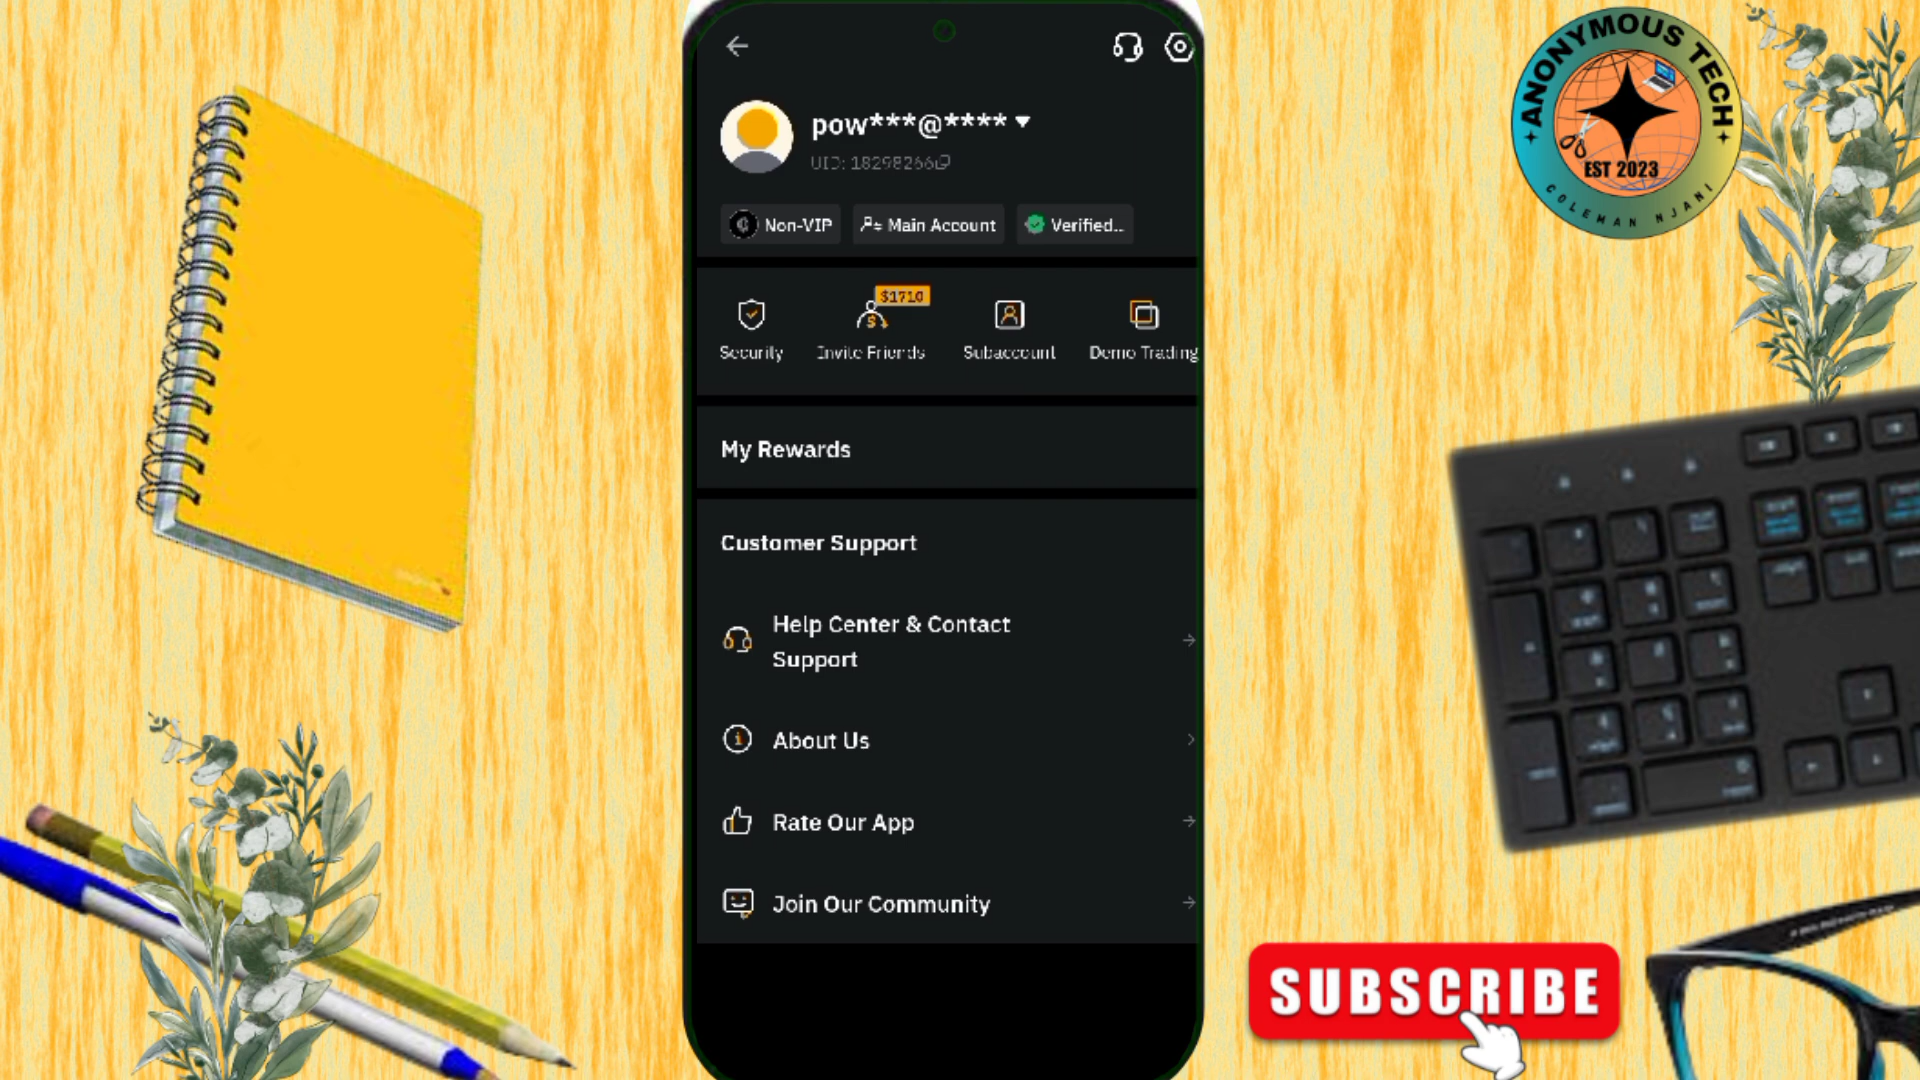 pow***@****
UID: 18298266
Non-VIP
Main Account
Verified...
$1710
Security
Invite Friends
Subaccount
Demo Trading
My Rewards
Customer Support
Help Center & Contact
Support
About Us
Rate Our App
Join Our Community
ANONYMOUS TECH
EST 2023
COLEMAN NJANI
SUBSCRIBE